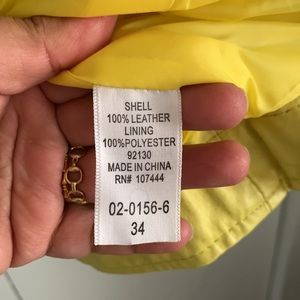 SHELL
100% LEATHER
LINING
100%POLYESTER
92130
MADE IN CHINA
RN# 107444
02-0156-6
34